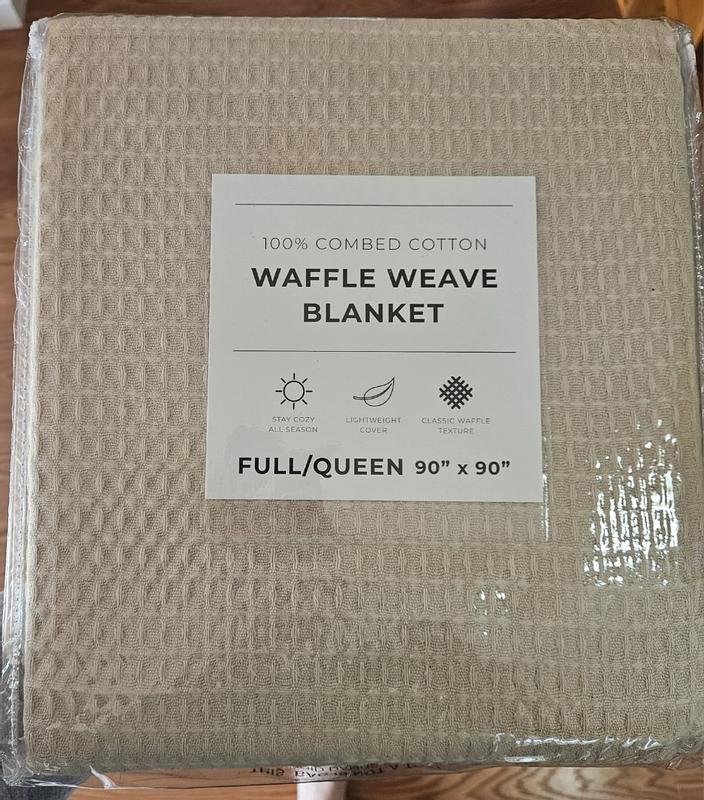 100% COMBED COTTON
WAFFLE WEAVE
BLANKET
STAY COZY
ALL SEASON
LIGHTWEIGHT
COVER
CLASSIC WAFFLE
TEXTURE
FULL/QUEEN 90” x 90”